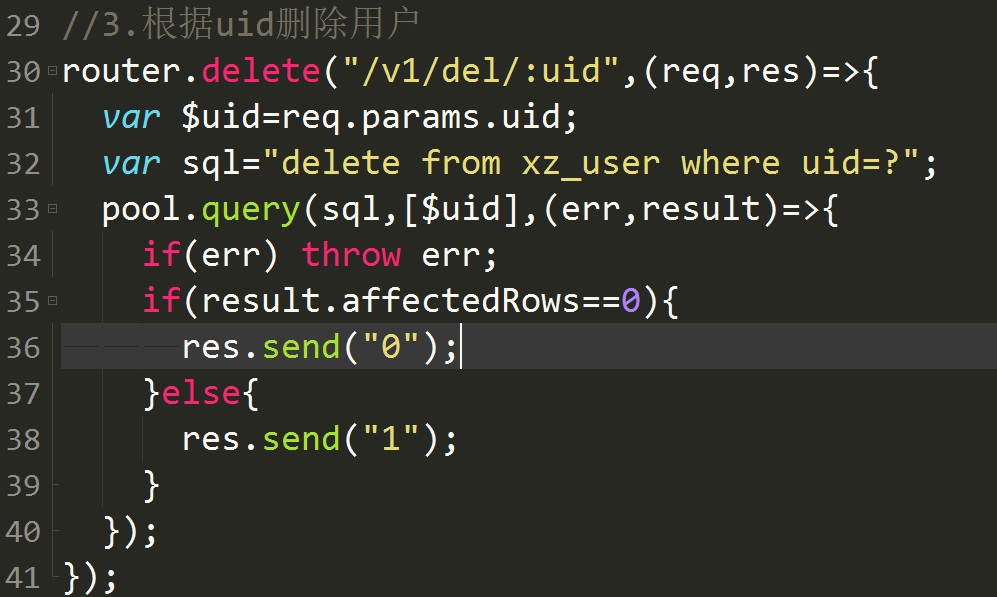 29 //3.根据uid删除用户
30 router.delete("/v1/del/:uid",(req,res)=>{
31 var $uid=req.params.uid;
32 var sql="delete from xz_user where uid=?";
33 pool.query(sql,[$uid],(err,result)=>{
34 if(err) throw err;
35 if(result.affectedRows==0){
36 res.send("0");
37 }else{
38 res.send("1");
39 }
40 });
41 });